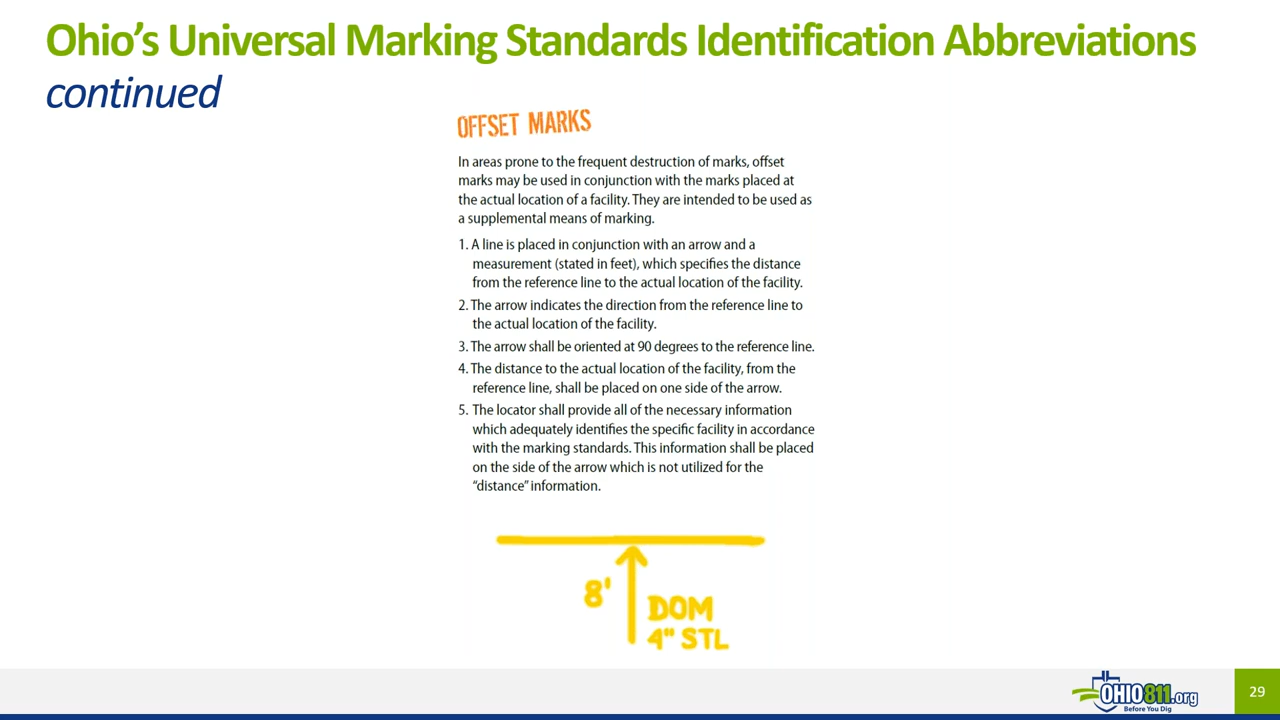 Ohio's Universal Marking Standards Identification Abbreviations
continued
OFFSET MARKS
In areas prone to the frequent destruction of marks, offset
marks may be used in conjunction with the marks placed at
the actual location of a facility. They are intended to be used as
a supplemental means of marking.
1. A line is placed in conjunction with an arrow and a
measurement (stated in feet), which specifies the distance
from the reference line to the actual location of the facility.
2. The arrow indicates the direction from the reference line to
the actual location of the facility.
3. The arrow shall be oriented at 90 degrees to the reference line.
4. The distance to the actual location of the facility, from the
reference line, shall be placed on one side of the arrow.
5. The locator shall provide all of the necessary information
which adequately identifies the specific facility in accordance
with the marking standards. This information shall be placed
on the side of the arrow which is not utilized for the
“distance” information.
8'
DOM
4" STL
OHIO811.org
Before You Dig
29